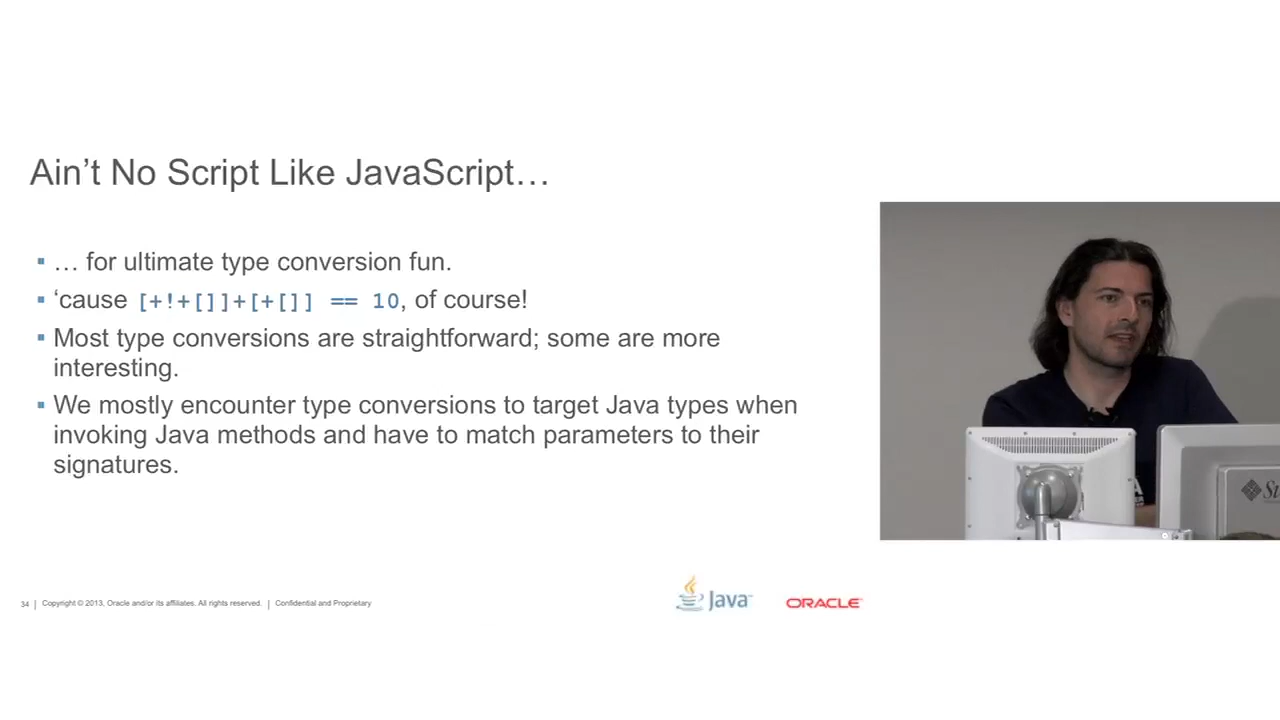 Ain’t No Script Like JavaScript…
… for ultimate type conversion fun.
‘cause [+!+[]]+[+[]] == 10, of course!
Most type conversions are straightforward; some are more
interesting.
We mostly encounter type conversions to target Java types when
invoking Java methods and have to match parameters to their
signatures.
34 | Copyright © 2013, Oracle and/or its affiliates. All rights reserved. | Confidential and Proprietary
Java™
ORACLE